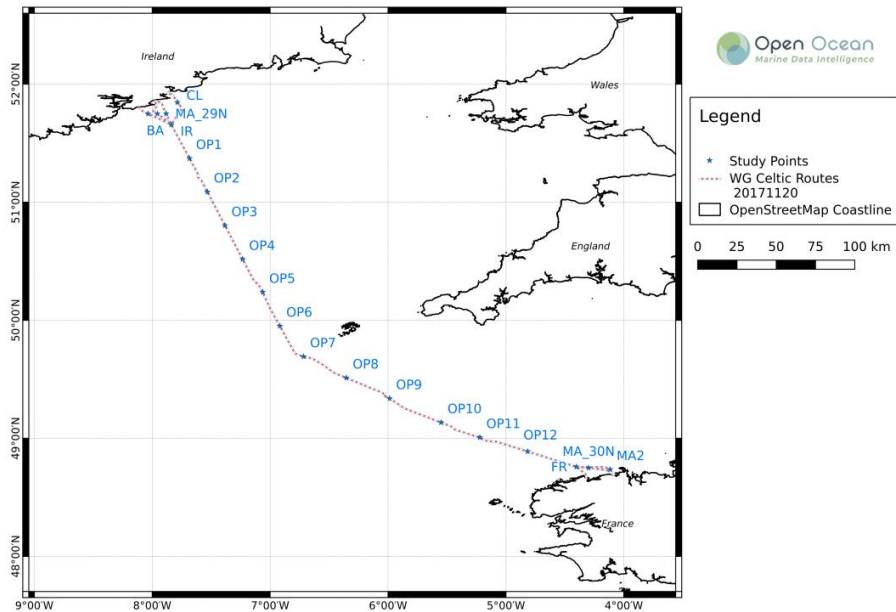 Ireland
Wales
England
France
CL
MA_29N
BA
IR
OP1
OP2
OP3
OP4
OP5
OP6
OP7
OP8
OP9
OP10
OP11
OP12
MA_30N
FR
MA2
52°00'N
51°00'N
50°00'N
49°00'N
48°00'N
9°00'W
8°00'W
7°00'W
6°00'W
5°00'W
4°00'W
Open Ocean
Marine Data Intelligence
Legend
Study Points
WG Celtic Routes
20171120
OpenStreetMap Coastline
0 25 50 75 100 km